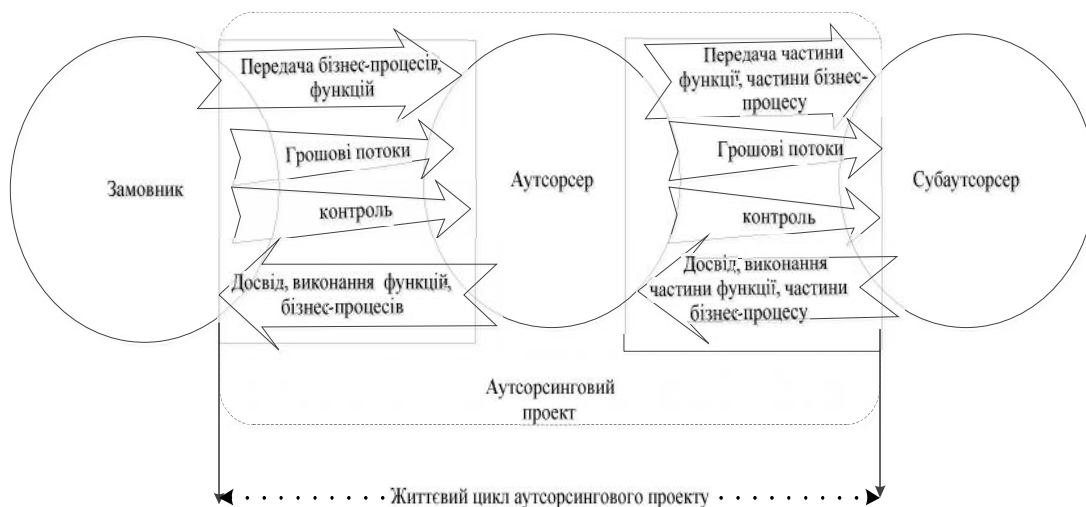 Передача бізнес-процесів,
функцій
Передача частини
функції, частини бізнес-
процесу
Грошові потоки
Грошові потоки
Замовник
Аутсорсер
Субаутсорсер
контроль
контроль
Досвід, виконання функцій,
бізнес-процесів
Досвід, виконання
частини функції, частини
бізнес-процесу
Аутсорсинговий
проект
Життєвий цикл аутсорсингового проекту